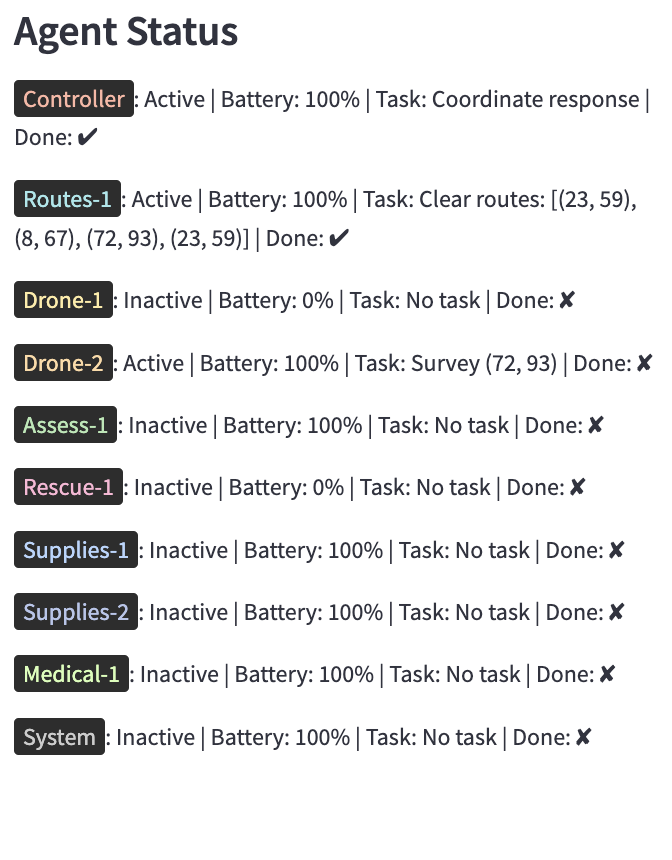 Agent Status
Controller : Active | Battery: 100% | Task: Coordinate response |
Done: ✔
Routes-1 : Active | Battery: 100% | Task: Clear routes: [(23, 59),
(8, 67), (72, 93), (23, 59)] | Done: ✔
Drone-1 : Inactive | Battery: 0% | Task: No task | Done: ✘
Drone-2 : Active | Battery: 100% | Task: Survey (72, 93) | Done: ✘
Assess-1 : Inactive | Battery: 100% | Task: No task | Done: ✘
Rescue-1 : Inactive | Battery: 0% | Task: No task | Done: ✘
Supplies-1 : Inactive | Battery: 100% | Task: No task | Done: ✘
Supplies-2 : Inactive | Battery: 100% | Task: No task | Done: ✘
Medical-1 : Inactive | Battery: 100% | Task: No task | Done: ✘
System : Inactive | Battery: 100% | Task: No task | Done: ✘